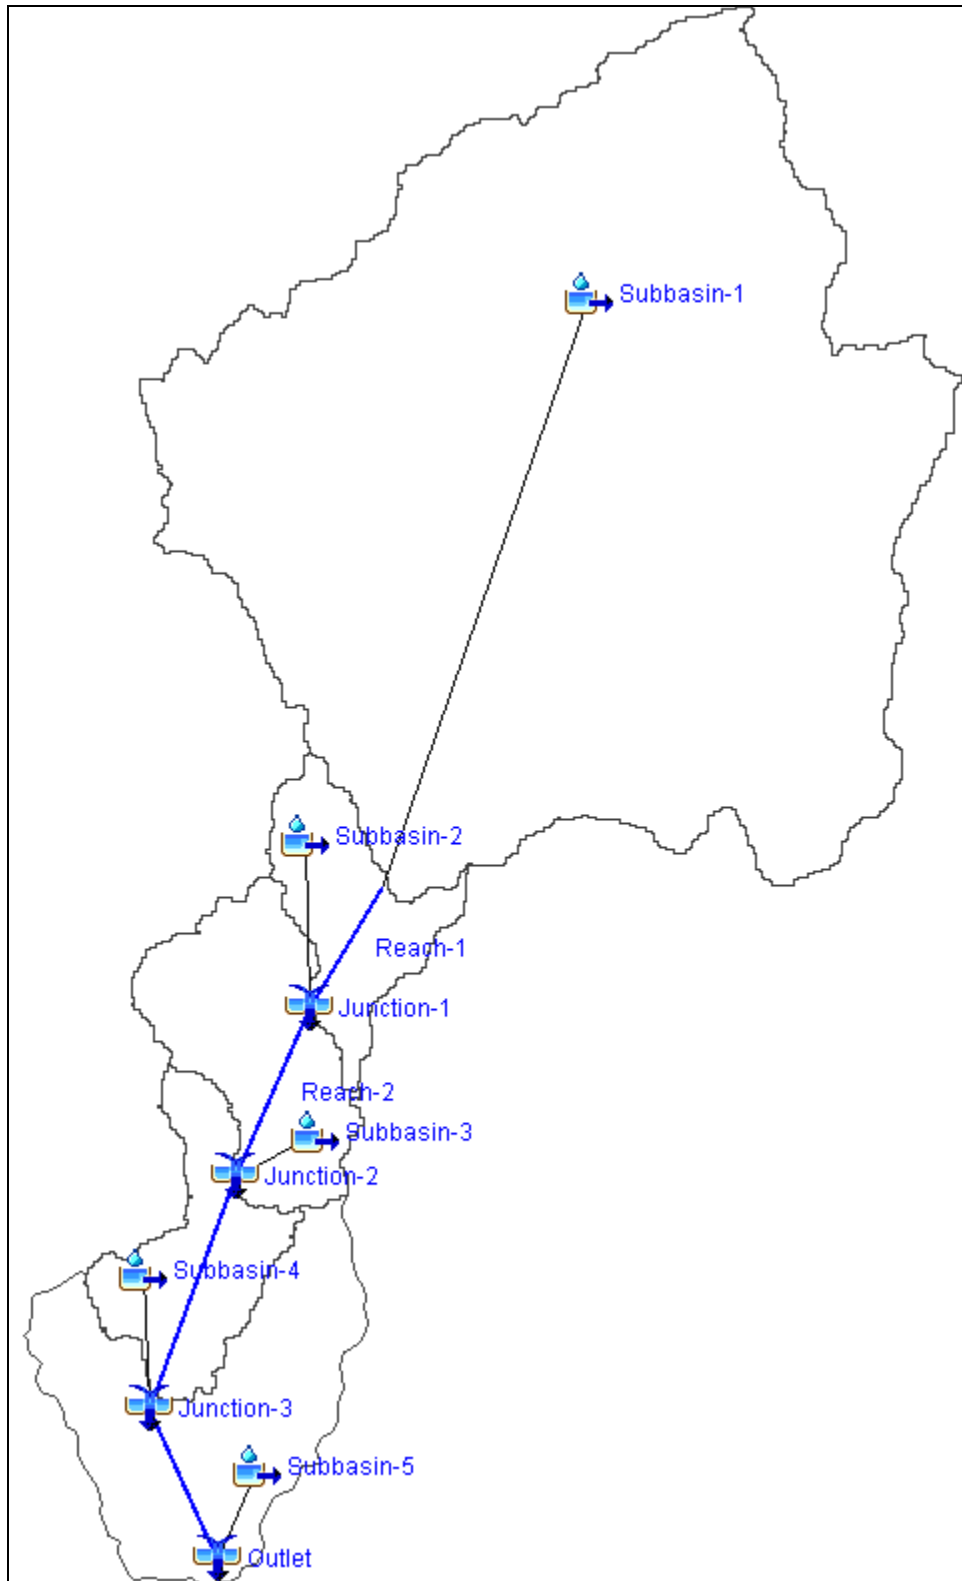 Subbasin-1
Subbasin-2
Reach-1
Junction-1
Reach-2
Subbasin-3
Junction-2
Subbasin-4
Junction-3
Subbasin-5
Outlet